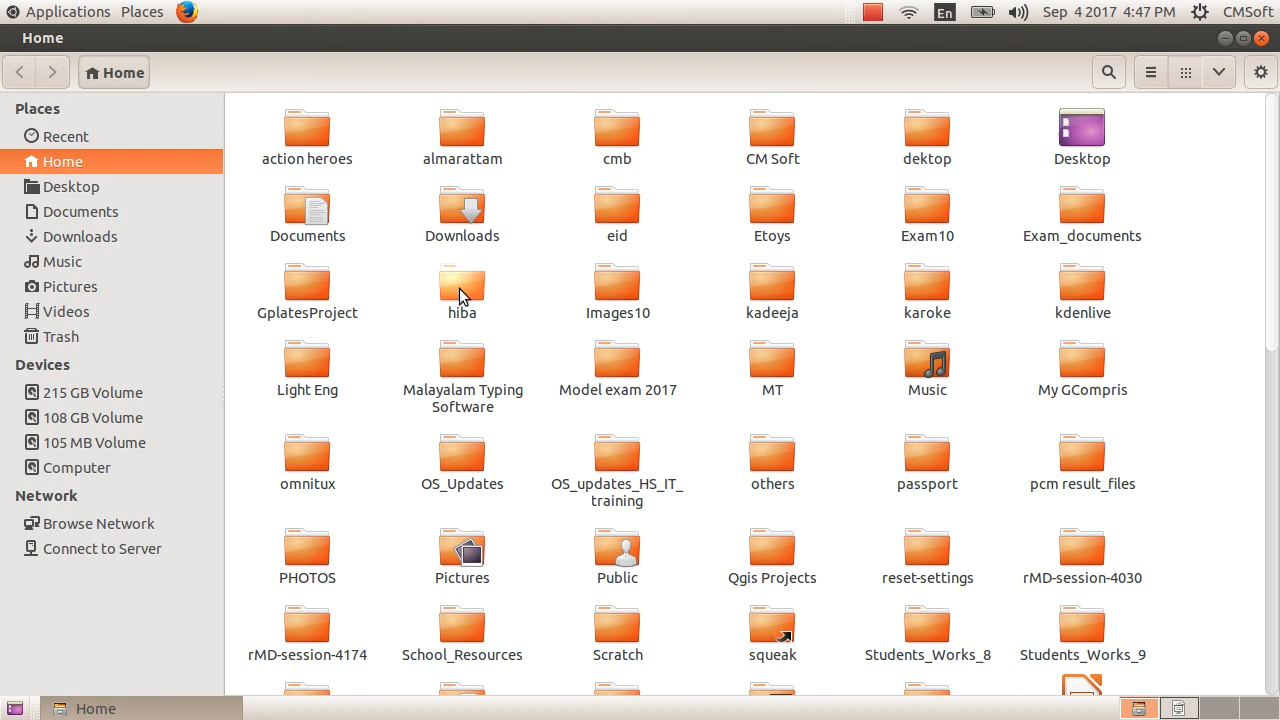 Applications Places En Sep 4 2017 4:47 PM CMSoft
Home
Home
Places
Recent
Home
Desktop
Documents
Downloads
Music
Pictures
Videos
Trash
Devices
215 GB Volume
108 GB Volume
105 MB Volume
Computer
Network
Browse Network
Connect to Server
action heroes almarattam cmb CM Soft dektop Desktop
Documents Downloads eid Etoys Exam10 Exam_documents
GplatesProject hiba Images10 kadeeja karoke kdenlive
Light Eng Malayalam Typing Model exam 2017 MT Music My GCompris
Software
omnitux OS_Updates OS_updates_HS_IT_ others passport pcm result_files
training
PHOTOS Pictures Public Qgis Projects reset-settings rMD-session-4030
rMD-session-4174 School_Resources Scratch squeak Students_Works_8 Students_Works_9
Home